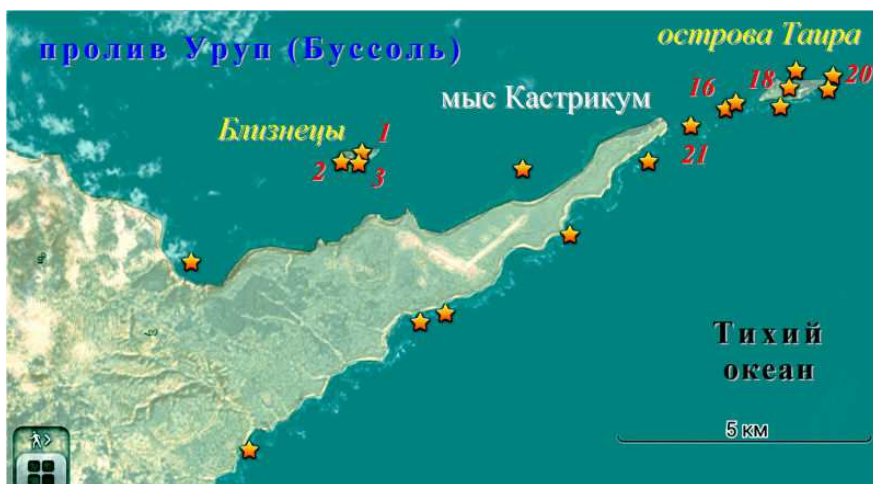 острова Таира
пролив Уруп (Буссоль)
16
18
20
мыс Кастрикум
Близнецы
1
21
2
3
Тихий
океан
5 км